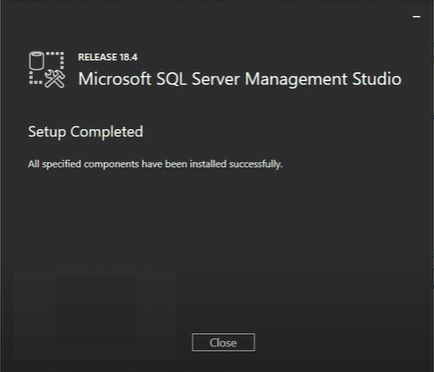 RELEASE 18.4
Microsoft SQL Server Management Studio
Setup Completed
All specified components have been installed successfully.
Close